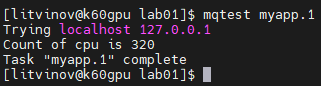 [litvinov@k60gpu lab01]$ mqtest myapp.1
Trying localhost 127.0.0.1
Count of cpu is 320
Task "myapp.1" complete
[litvinov@k60gpu lab01]$